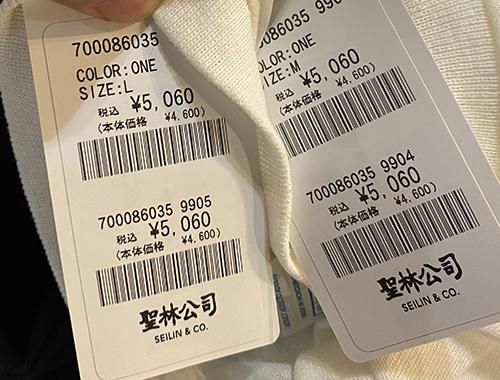 700086035
COLOR:ONE
SIZE:L
税込 ¥5,060
(本体価格 ¥4,600)
700086035 9905
税込 ¥5,060
(本体価格 ¥4,600)
聖林公司
SEILIN & CO.
00086035 990
COLOR:ONE
SIZE:M
税込 ¥5,060
(本体価格 ¥4,600)
700086035 9904
税込 ¥5,060
(本体価格 ¥4,600)
聖林公司
SEILIN & CO.